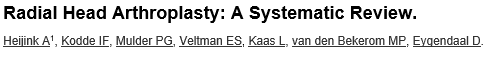 Radial Head Arthroplasty: A Systematic Review.
Heijink A¹, Kodde IF, Mulder PG, Veltman ES, Kaas L, van den Bekerom MP, Eygendaal D.